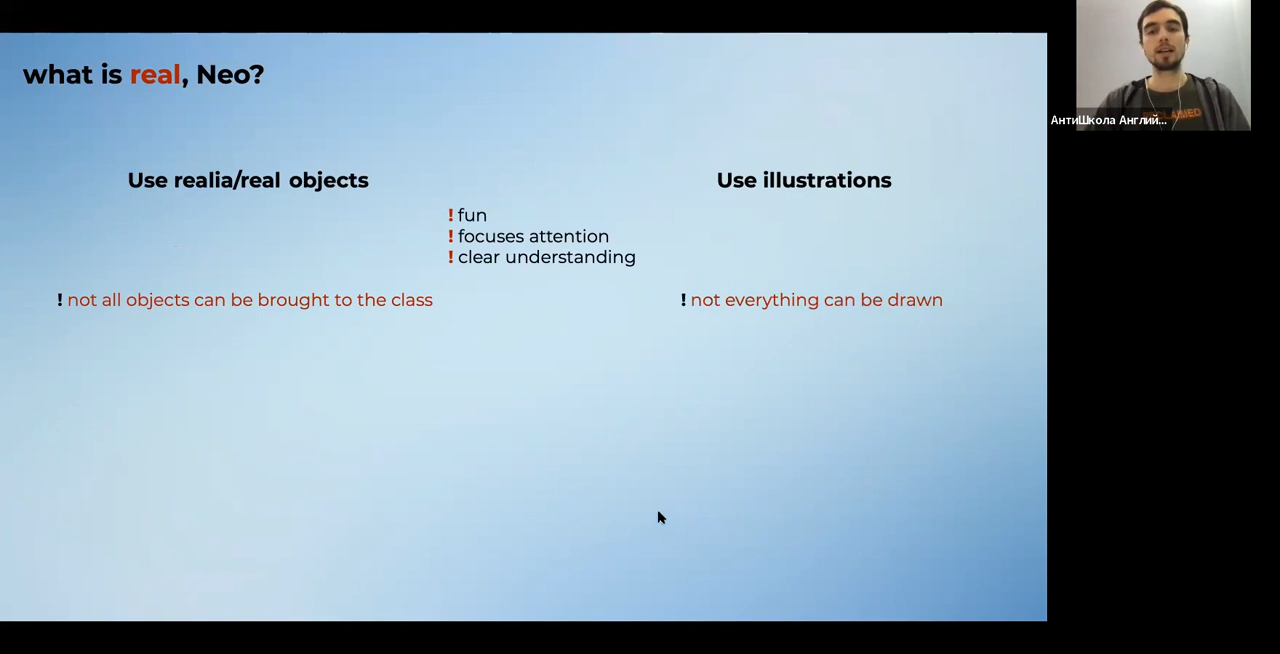 what is real, Neo?
Use realia/real objects
Use illustrations
! fun
! focuses attention
! clear understanding
! not all objects can be brought to the class
! not everything can be drawn
АнтиШкола Англий...